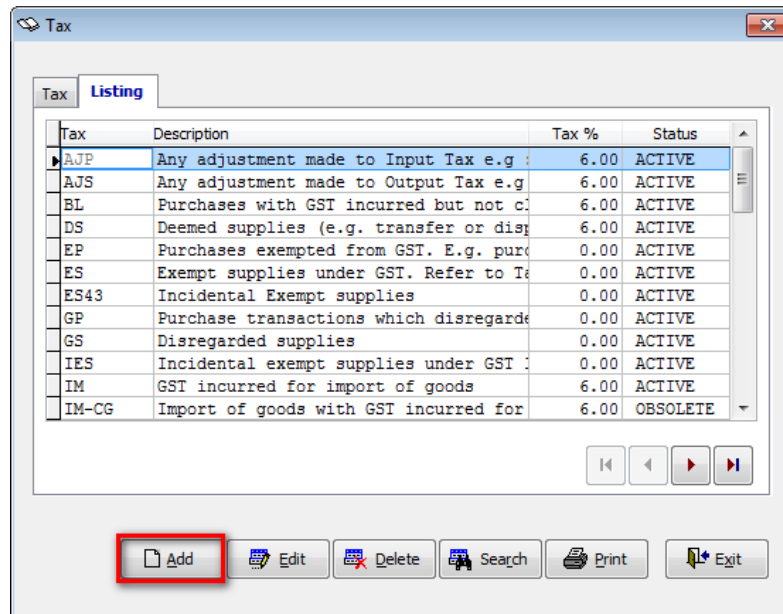 Tax
Tax Listing
Tax Description Tax % Status
AJP Any adjustment made to Input Tax e.g 6.00 ACTIVE
AJS Any adjustment made to Output Tax e.g 6.00 ACTIVE
BL Purchases with GST incurred but not 6.00 ACTIVE
DS Deemed supplies (e.g. transfer or 6.00 ACTIVE
EP Purchases exempted from GST. E.g. 0.00 ACTIVE
ES Exempt supplies under GST. Refer to 0.00 ACTIVE
ES43 Incidental Exempt supplies 0.00 ACTIVE
GP Purchase transactions which 0.00 ACTIVE
GS Disregarded supplies 0.00 ACTIVE
IES Incidental exempt supplies under GST 0.00 ACTIVE
IM GST incurred for import of goods 6.00 ACTIVE
IM-CG Import of goods with GST incurred for 6.00 OBSOLETE
Add Edit Delete Search Print Exit